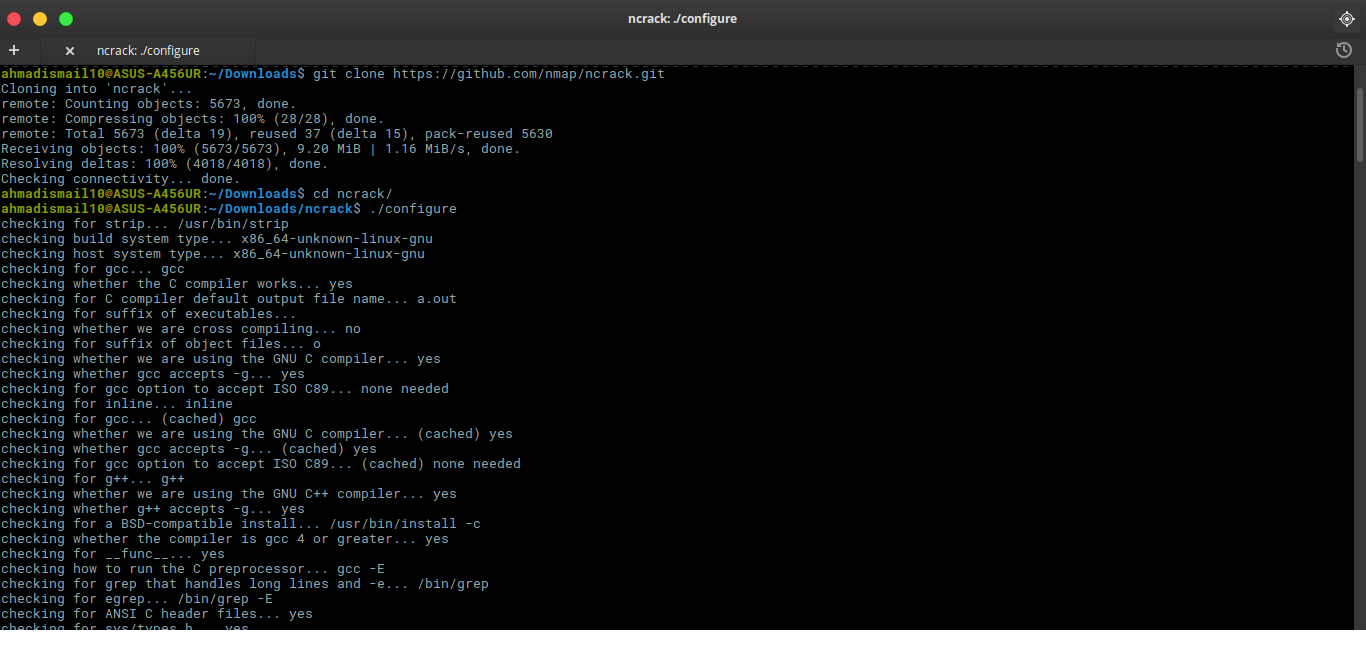 ncrack: ./configure
+ × ncrack: ./configure
ahmadismail10@ASUS-A456UR:~/Downloads$ git clone https://github.com/nmap/ncrack.git
Cloning into 'ncrack'...
remote: Counting objects: 5673, done.
remote: Compressing objects: 100% (28/28), done.
remote: Total 5673 (delta 19), reused 37 (delta 15), pack-reused 5630
Receiving objects: 100% (5673/5673), 9.20 MiB | 1.16 MiB/s, done.
Resolving deltas: 100% (4018/4018), done.
Checking connectivity... done.
ahmadismail10@ASUS-A456UR:~/Downloads$ cd ncrack/
ahmadismail10@ASUS-A456UR:~/Downloads/ncrack$ ./configure
checking for strip... /usr/bin/strip
checking build system type... x86_64-unknown-linux-gnu
checking host system type... x86_64-unknown-linux-gnu
checking for gcc... gcc
checking whether the C compiler works... yes
checking for C compiler default output file name... a.out
checking for suffix of executables...
checking whether we are cross compiling... no
checking for suffix of object files... o
checking whether we are using the GNU C compiler... yes
checking whether gcc accepts -g... yes
checking for gcc option to accept ISO C89... none needed
checking for inline... inline
checking for gcc... (cached) gcc
checking whether we are using the GNU C compiler... (cached) yes
checking whether gcc accepts -g... (cached) yes
checking for gcc option to accept ISO C89... (cached) none needed
checking for g++... g++
checking whether we are using the GNU C++ compiler... yes
checking whether g++ accepts -g... yes
checking for a BSD-compatible install... /usr/bin/install -c
checking whether the compiler is gcc 4 or greater... yes
checking for __func__... yes
checking how to run the C preprocessor... gcc -E
checking for grep that handles long lines and -e... /bin/grep
checking for egrep... /bin/grep -E
checking for ANSI C header files... yes
checking for sys/types.h... yes